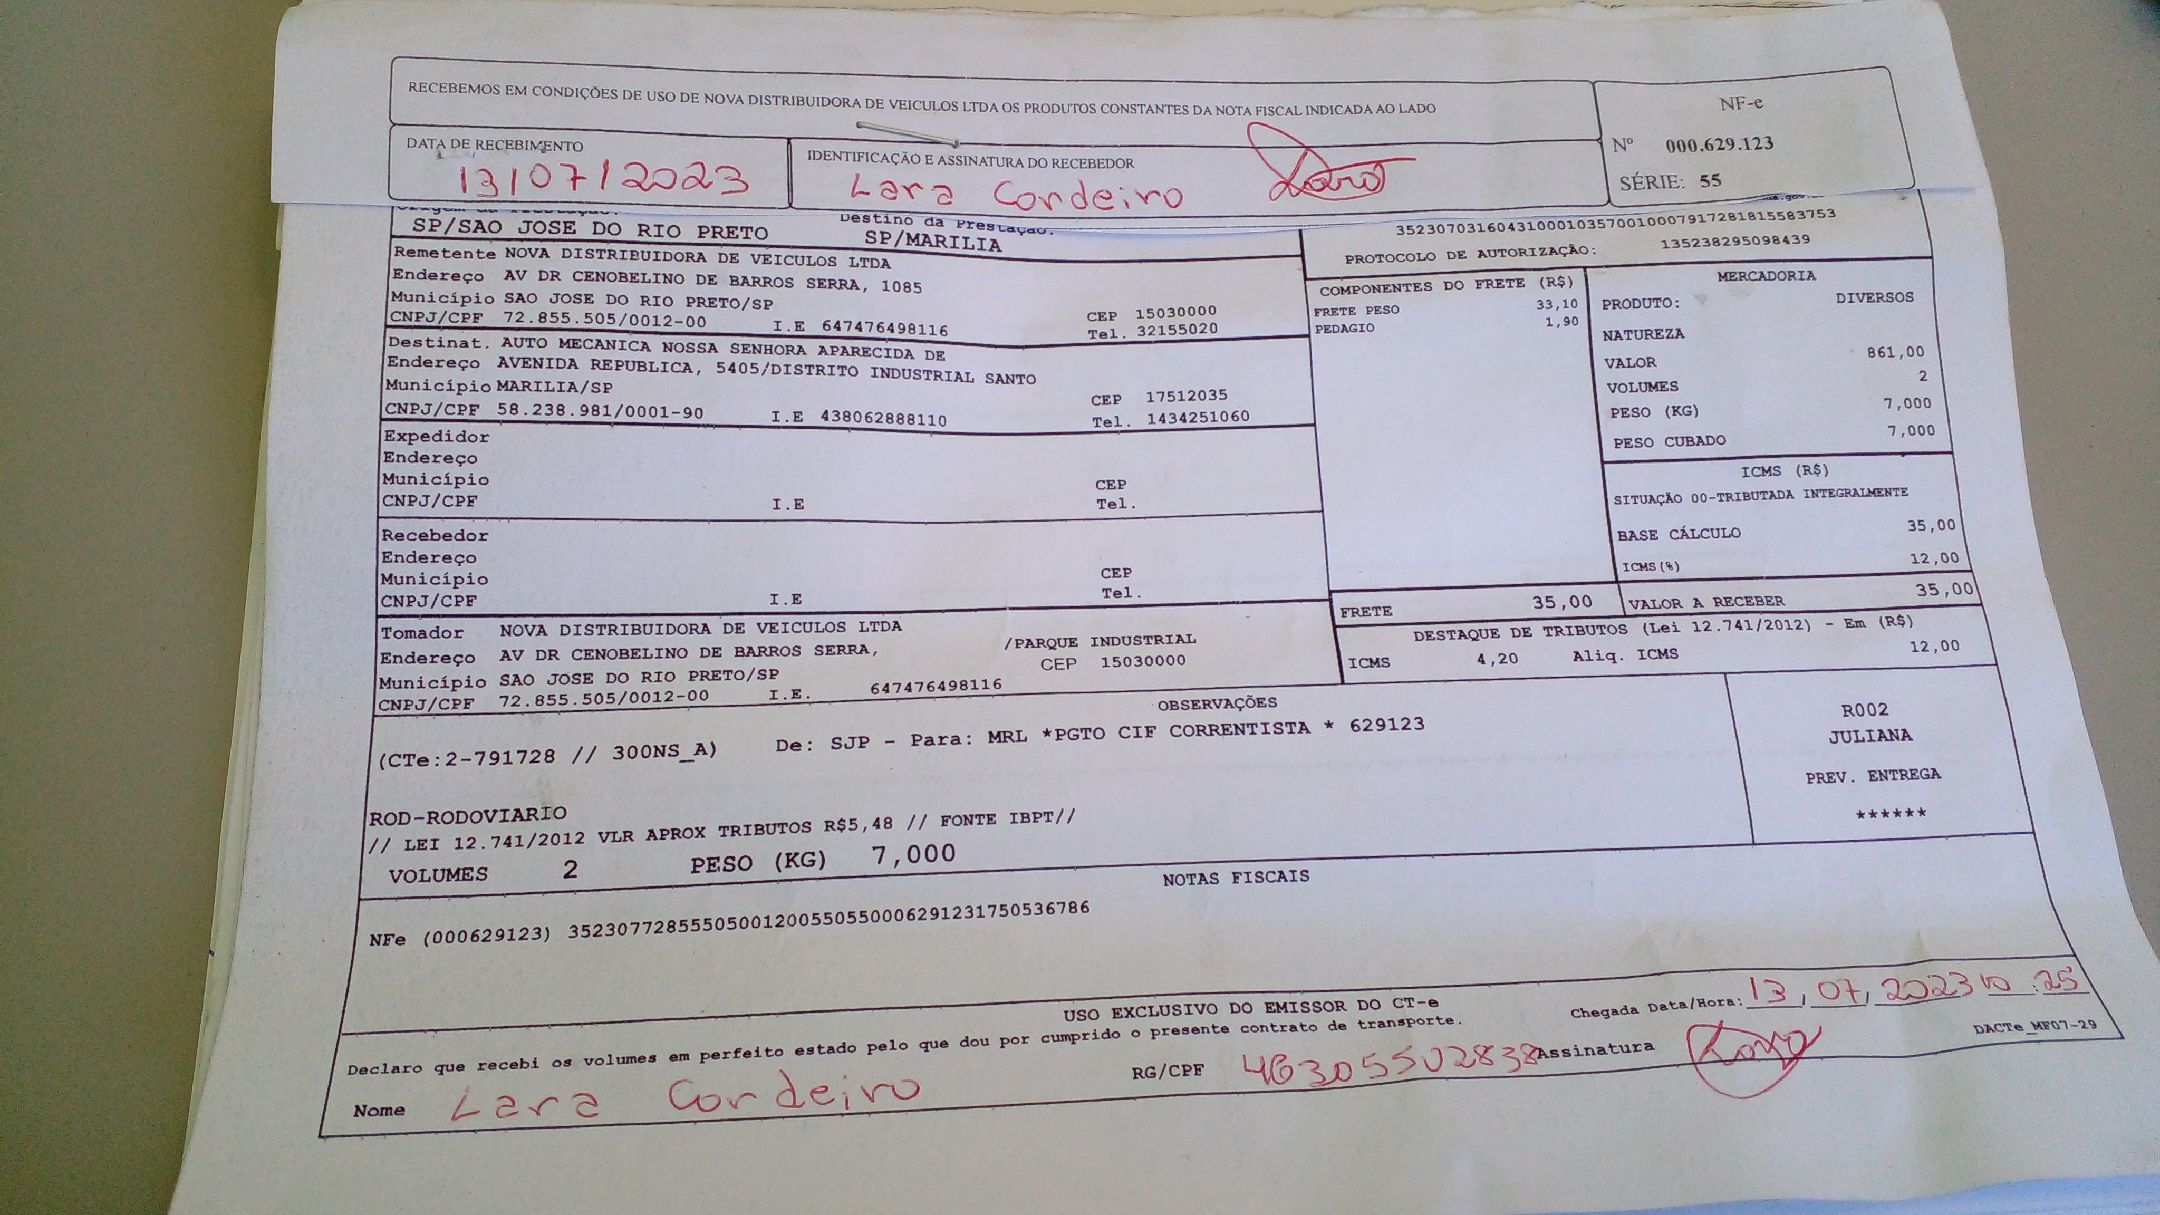 RECEBEMOS EM CONDIÇÕES DE USO DE NOVA DISTRIBUIDORA DE VEICULOS LTDA OS PRODUTOS CONSTANTES DA NOTA FISCAL INDICADA AO LADO
NF-e
Nº 000.629.123
SÉRIE: 55
DATA DE RECEBIMENTO
13/07/2023
IDENTIFICAÇÃO E ASSINATURA DO RECEBEDOR
Lara Cordeiro
Destino da Prestação:
SP/SAO JOSE DO RIO PRETO SP/MARILIA
35230703160431000103570010007917281815583753
PROTOCOLO DE AUTORIZAÇÃO: 135238295098439
Remetente NOVA DISTRIBUIDORA DE VEICULOS LTDA
Endereço AV DR CENOBELINO DE BARROS SERRA, 1085
Município SAO JOSE DO RIO PRETO/SP CEP 15030000
CNPJ/CPF 72.855.505/0012-00 I.E 647476498116 Tel. 32155020
Destinat. AUTO MECANICA NOSSA SENHORA APARECIDA DE
Endereço AVENIDA REPUBLICA, 5405/DISTRITO INDUSTRIAL SANTO
Município MARILIA/SP CEP 17512035
CNPJ/CPF 58.238.981/0001-90 I.E 438062888110 Tel. 1434251060
Expedidor
Endereço
Município CEP
CNPJ/CPF I.E Tel.
Recebedor
Endereço
Município CEP
CNPJ/CPF I.E Tel.
Tomador NOVA DISTRIBUIDORA DE VEICULOS LTDA
Endereço AV DR CENOBELINO DE BARROS SERRA, /PARQUE INDUSTRIAL
Município SAO JOSE DO RIO PRETO/SP CEP 15030000
CNPJ/CPF 72.855.505/0012-00 I.E. 647476498116
COMPONENTES DO FRETE (R$)
FRETE PESO 33,10
PEDAGIO 1,90
MERCADORIA
PRODUTO: DIVERSOS
NATUREZA
VALOR 861,00
VOLUMES 2
PESO (KG) 7,000
PESO CUBADO 7,000
ICMS (R$)
SITUAÇÃO 00-TRIBUTADA INTEGRALMENTE
BASE CÁLCULO 35,00
ICMS(%) 12,00
FRETE 35,00 VALOR A RECEBER 35,00
DESTAQUE DE TRIBUTOS (Lei 12.741/2012) - Em (R$)
ICMS 4,20 Aliq. ICMS 12,00
OBSERVAÇÕES
(CTe:2-791728 // 300NS_A) De: SJP - Para: MRL *PGTO CIF CORRENTISTA * 629123
R002
JULIANA
PREV. ENTREGA
******
ROD-RODOVIARIO
// LEI 12.741/2012 VLR APROX TRIBUTOS R$5,48 // FONTE IBPT//
VOLUMES 2 PESO (KG) 7,000
NOTAS FISCAIS
NFe (000629123) 35230772855505001200550550006291231750536786
USO EXCLUSIVO DO EMISSOR DO CT-e
Declaro que recebi os volumes em perfeito estado pelo que dou por cumprido o presente contrato de transporte.
Chegada Data/Hora: 13/07/2023 10:25
Nome Lara Cordeiro RG/CPF 46305502838 Assinatura
DACTe_MF07-29